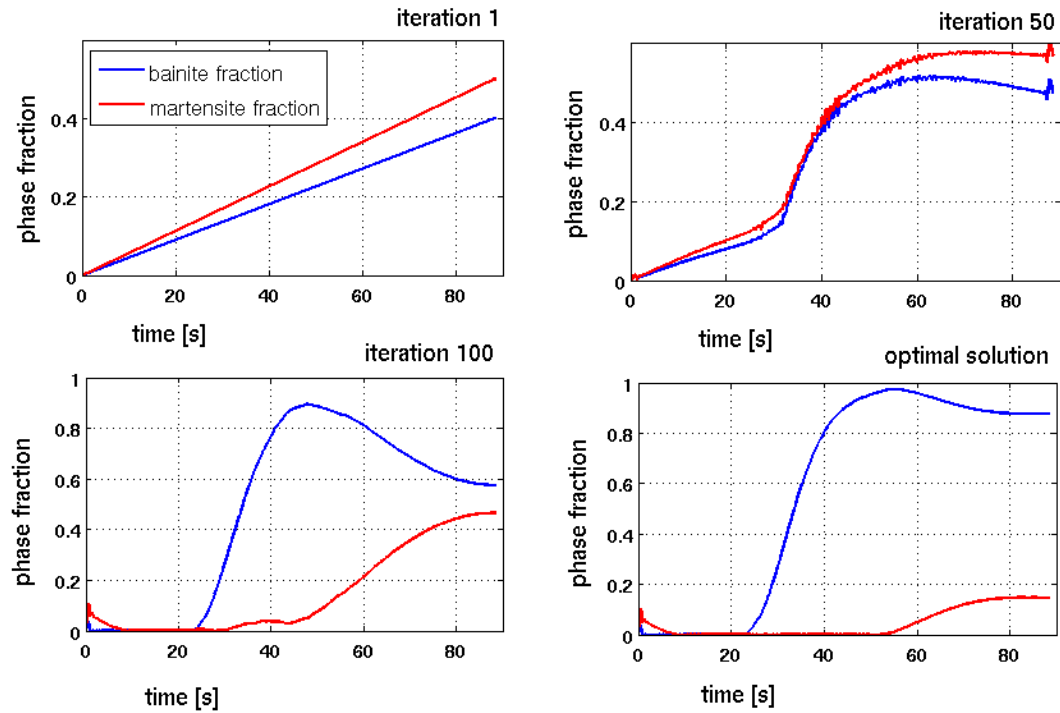 iteration 1
bainite fraction
martensite fraction
phase fraction
0.4
0.2
0
0 20 40 60 80
time [s]
iteration 50
phase fraction
0.4
0.2
0
0 20 40 60 80
time [s]
iteration 100
phase fraction
1
0.8
0.6
0.4
0.2
0
0 20 40 60 80
time [s]
optimal solution
phase fraction
1
0.8
0.6
0.4
0.2
0
0 20 40 60 80
time [s]